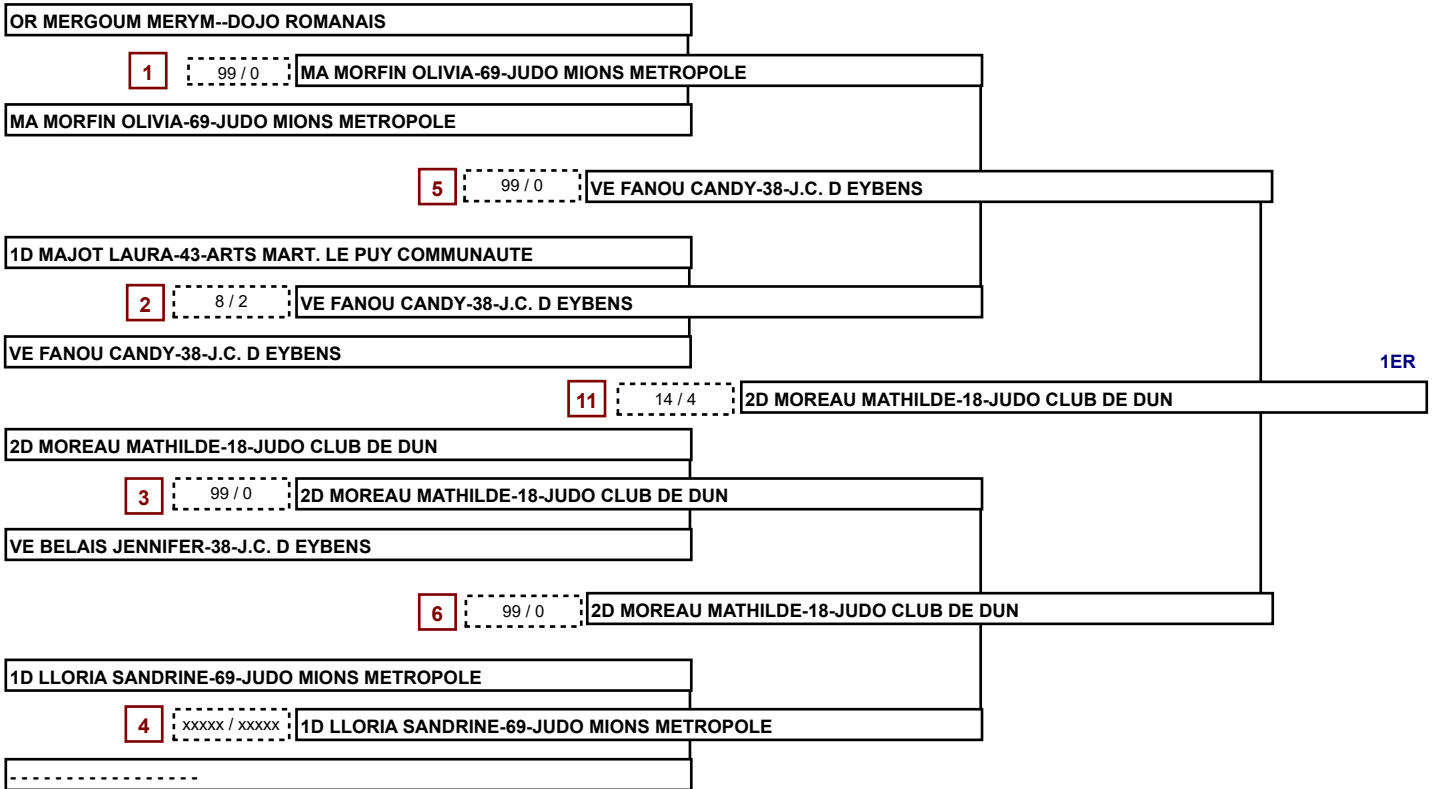 OR MERGOUM MERYM--DOJO ROMANAIS
1 99 / 0 MA MORFIN OLIVIA-69-JUDO MIONS METROPOLE
MA MORFIN OLIVIA-69-JUDO MIONS METROPOLE
5 99 / 0 VE FANOU CANDY-38-J.C. D EYBENS
1D MAJOT LAURA-43-ARTS MART. LE PUY COMMUNAUTE
2 8 / 2 VE FANOU CANDY-38-J.C. D EYBENS
VE FANOU CANDY-38-J.C. D EYBENS
1ER
11 14 / 4 2D MOREAU MATHILDE-18-JUDO CLUB DE DUN
2D MOREAU MATHILDE-18-JUDO CLUB DE DUN
3 99 / 0 2D MOREAU MATHILDE-18-JUDO CLUB DE DUN
VE BELAIS JENNIFER-38-J.C. D EYBENS
6 99 / 0 2D MOREAU MATHILDE-18-JUDO CLUB DE DUN
1D LLORIA SANDRINE-69-JUDO MIONS METROPOLE
4 xxxxx / xxxxx 1D LLORIA SANDRINE-69-JUDO MIONS METROPOLE
- - - - - - - - - - - - - - - - -